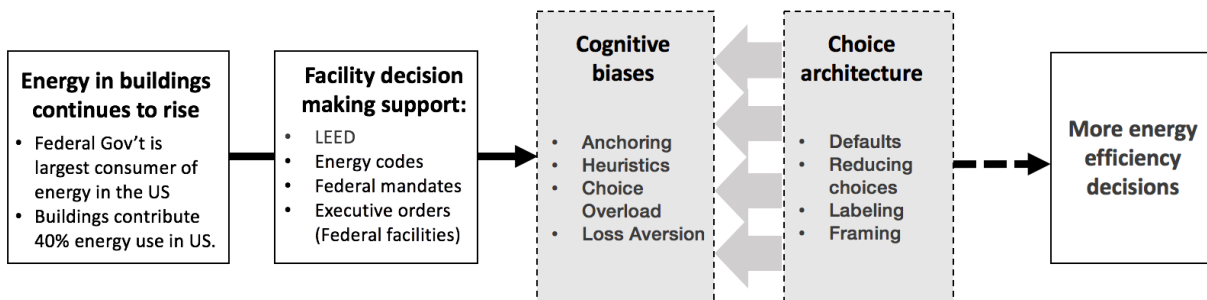 Energy in buildings
continues to rise
• Federal Gov’t is
largest consumer of
energy in the US
• Buildings contribute
40% energy use in US.
Facility decision
making support:
• LEED
• Energy codes
• Federal mandates
• Executive orders
(Federal facilities)
Cognitive
biases
• Anchoring
• Heuristics
• Choice
Overload
• Loss Aversion
Choice
architecture
• Defaults
• Reducing
choices
• Labeling
• Framing
More energy
efficiency
decisions